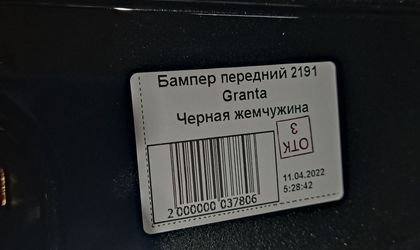 Бампер передний 2191
Granta
Черная жемчужина
ОТК
3
11.04.2022
5:28:42
2 000000 037806